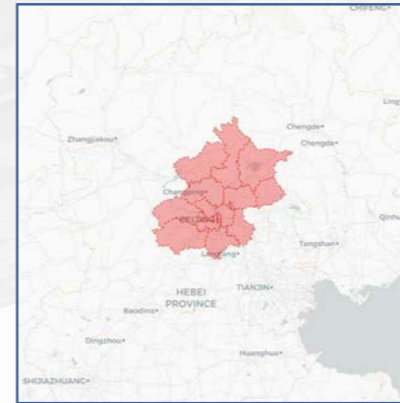 CHIFENG•
Chengde•
Zhangjiakou•
Chengde•
Changping•
BEIJING
Langfang•
Tangshan•
HEBEI
PROVINCE
TIANJIN•
Baoding•
Dingzhou•
Huanghua•
SHIJIAZHUANG•